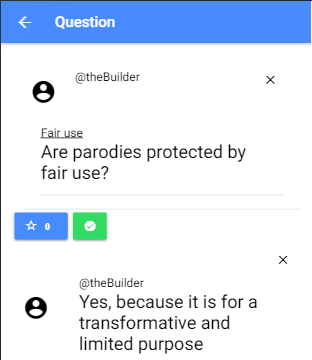 Question
@theBuilder
Fair use
Are parodies protected by
fair use?
0
@theBuilder
Yes, because it is for a
transformative and
limited purpose